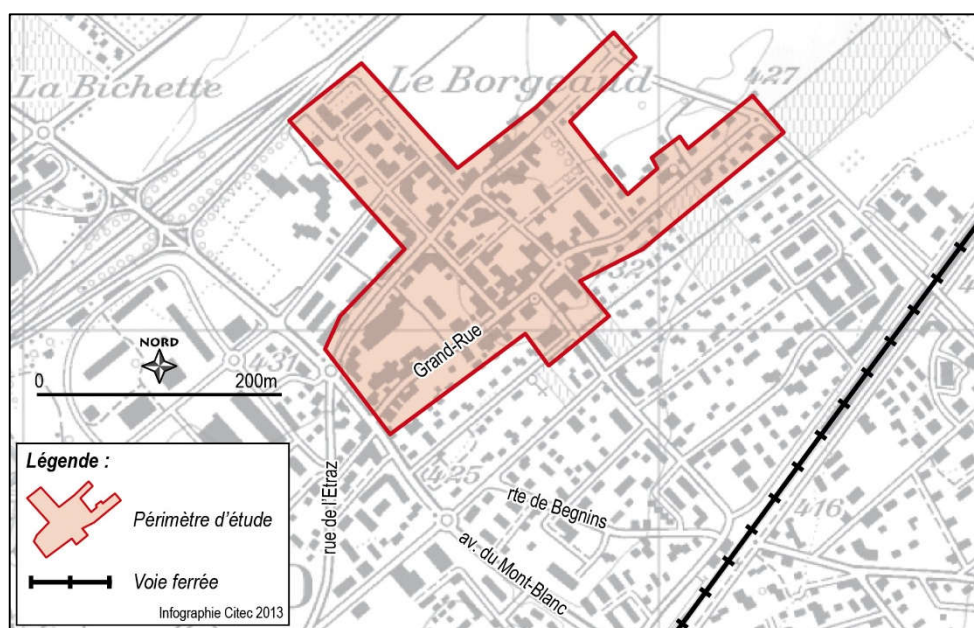 La Bichette
Le Borgeaud
427
432
Grand-Rue
NORD
0 200m
431
425
rue de l'Etraz
rte de Begnins
416
av. du Mont-Blanc
Légende :
Périmètre d'étude
Voie ferrée
Infographie Citec 2013